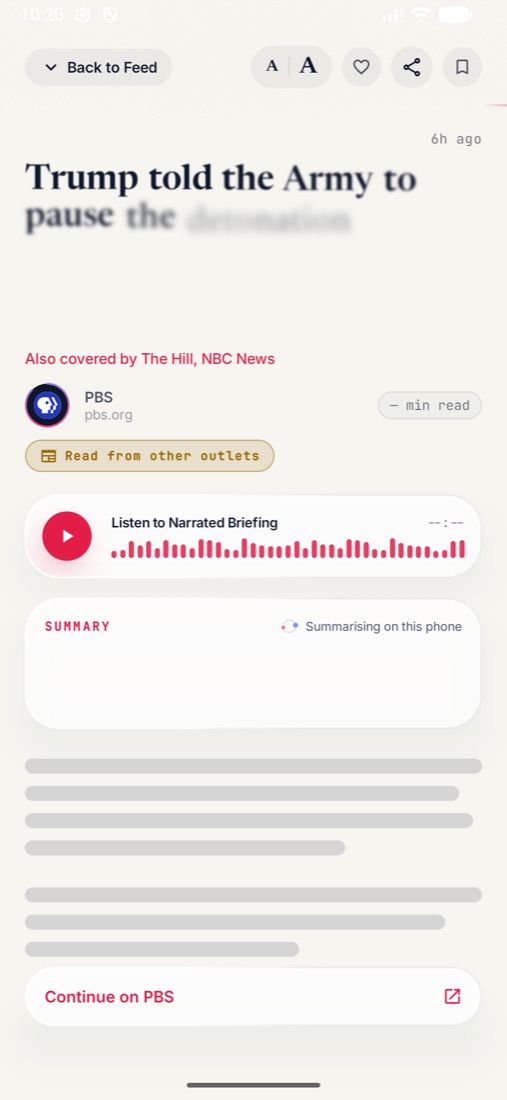 10:20
Back to Feed
A A
6h ago
Trump told the Army to
pause the detonation
Also covered by The Hill, NBC News
PBS
pbs.org
— min read
Read from other outlets
Listen to Narrated Briefing
--:--
SUMMARY
Summarising on this phone
Continue on PBS